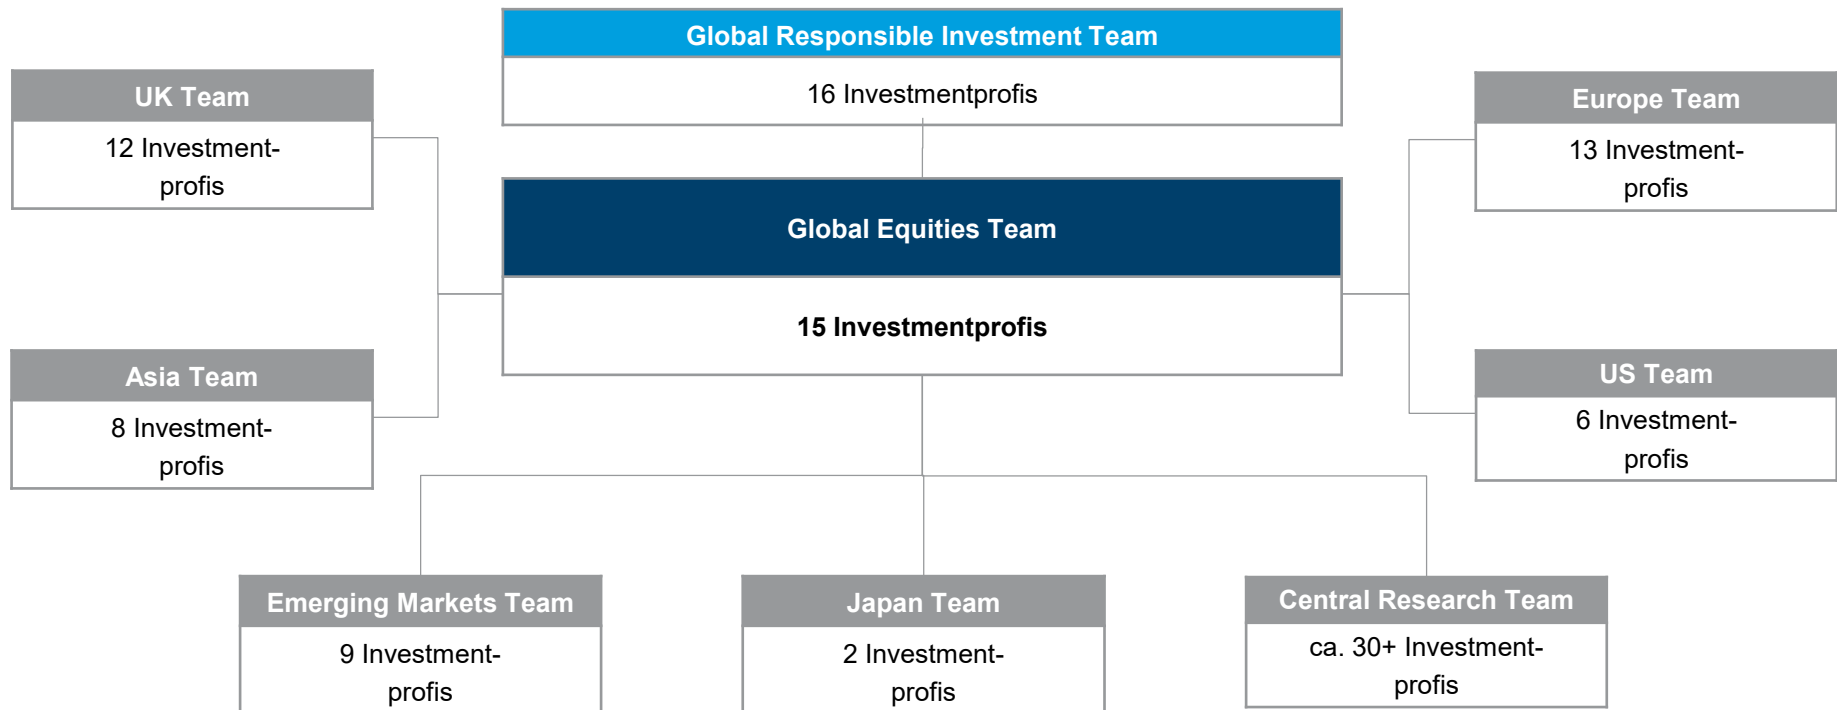 Global Responsible Investment Team
16 Investmentprofis
UK Team
12 Investment-
profis
Europe Team
13 Investment-
profis
Global Equities Team
15 Investmentprofis
Asia Team
8 Investment-
profis
US Team
6 Investment-
profis
Emerging Markets Team
9 Investment-
profis
Japan Team
2 Investment-
profis
Central Research Team
ca. 30+ Investment-
profis